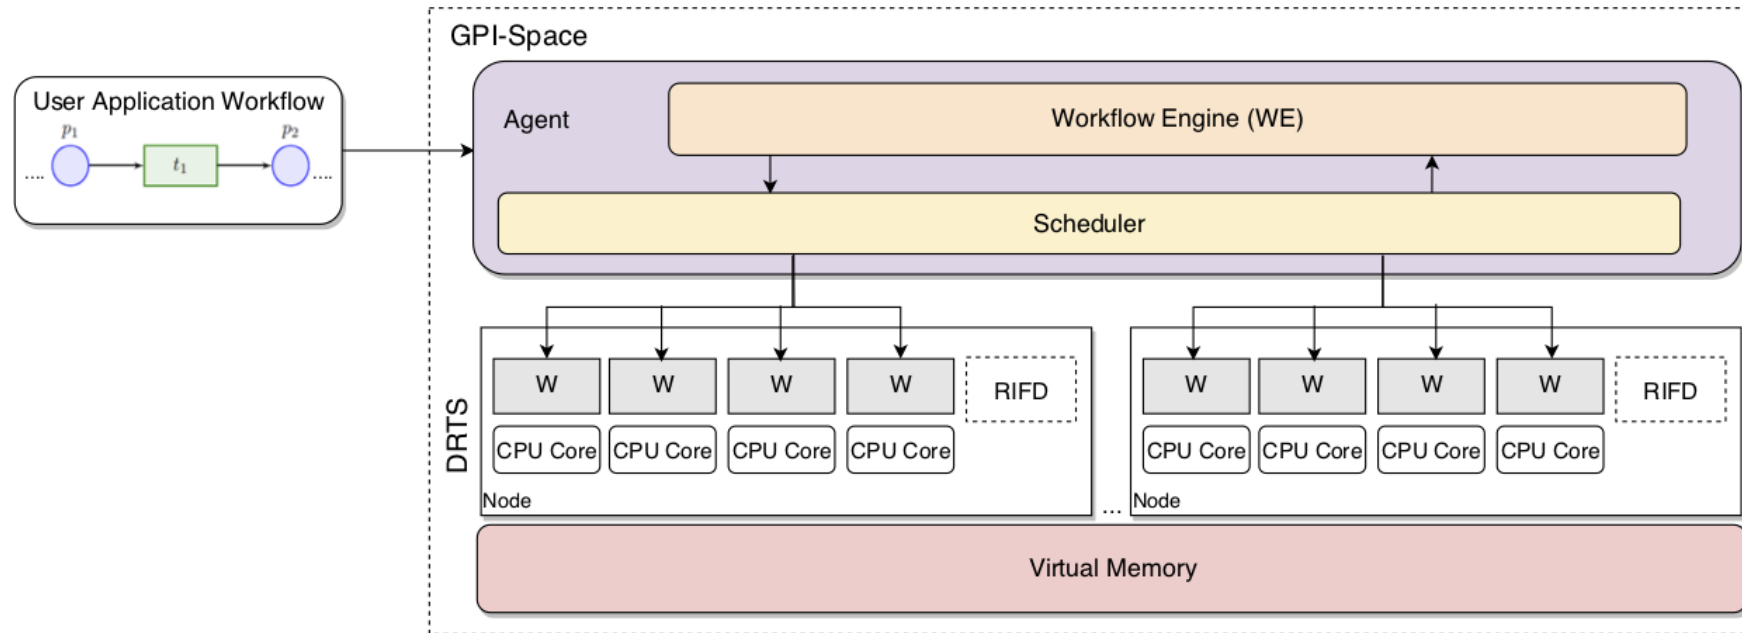 GPI-Space
User Application Workflow
p1
p2
....
t1
....
Agent
Workflow Engine (WE)
Scheduler
DRTS
W
W
W
W
RIFD
CPU Core
CPU Core
CPU Core
CPU Core
Node
...
W
W
W
W
RIFD
CPU Core
CPU Core
CPU Core
CPU Core
Node
Virtual Memory